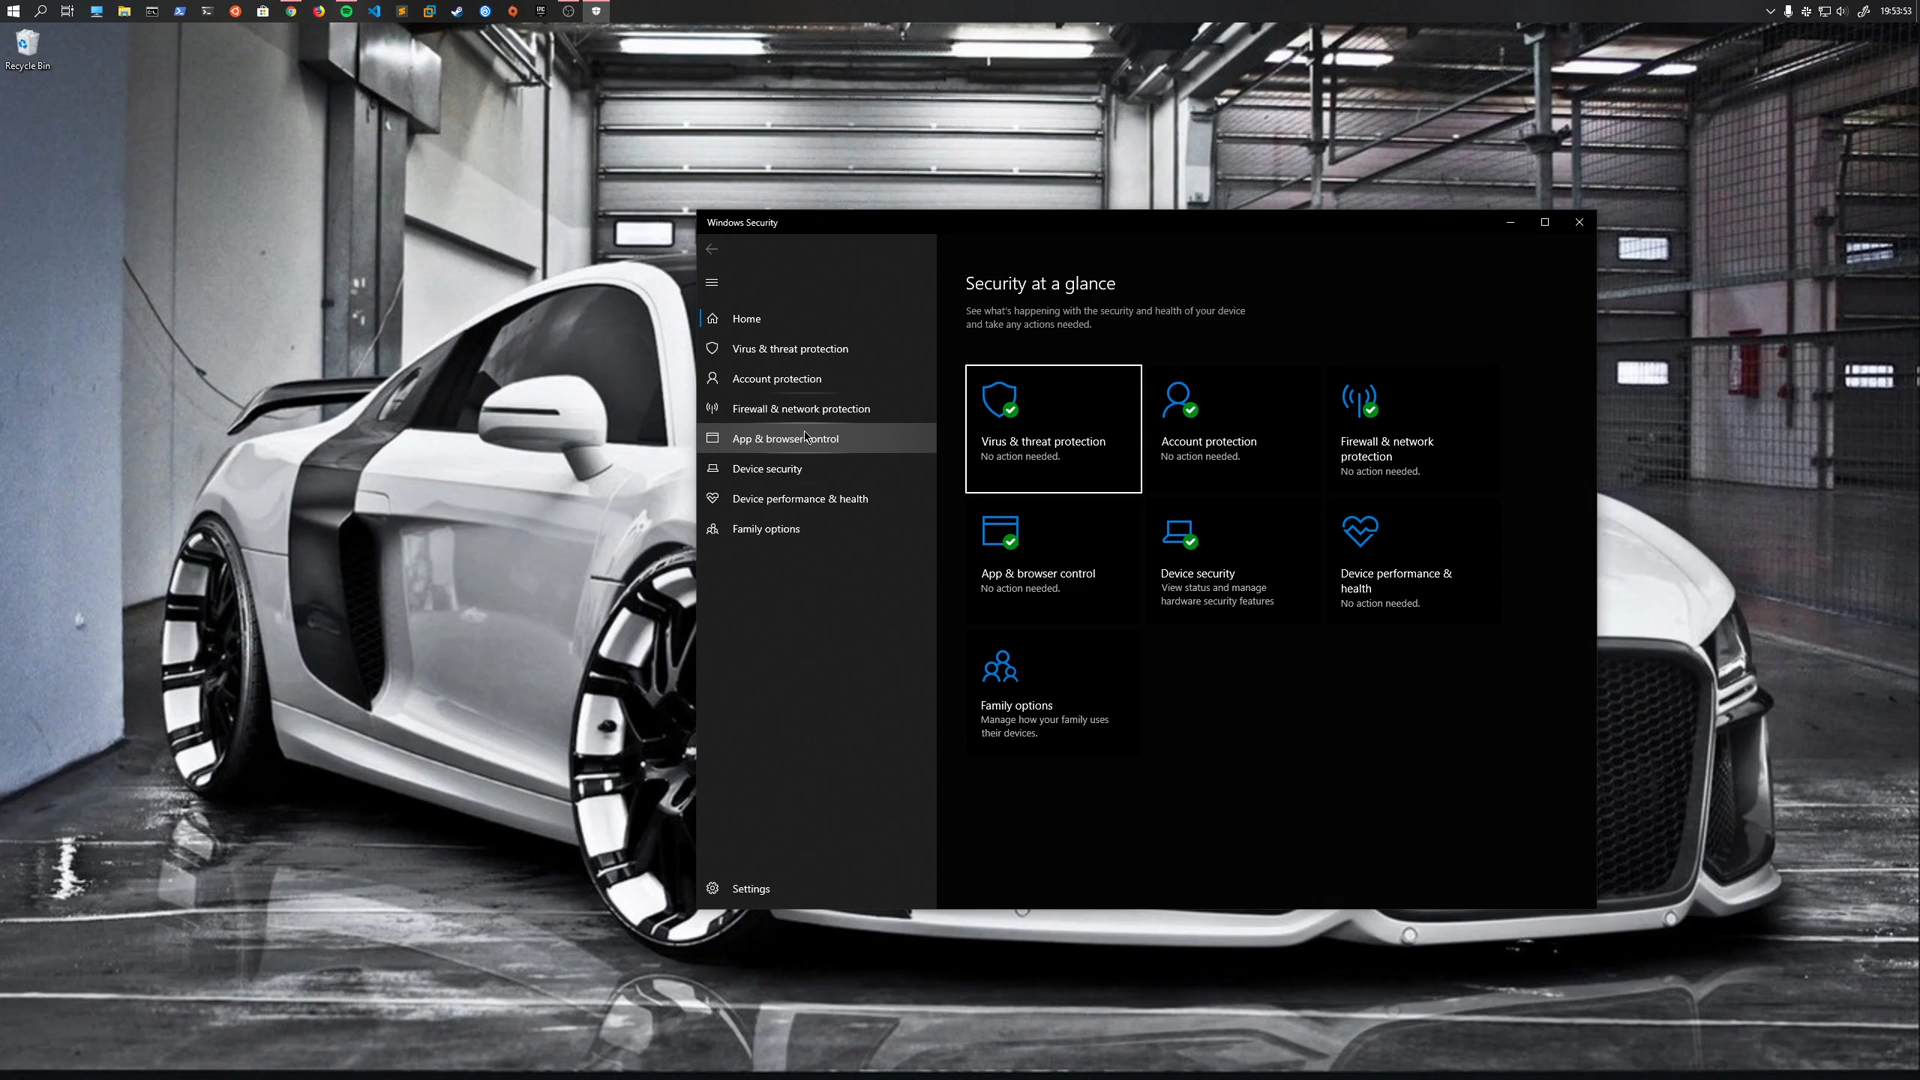 19:53:53
Recycle Bin
Windows Security
Home
Virus & threat protection
Account protection
Firewall & network protection
App & browser control
Device security
Device performance & health
Family options
Settings
Security at a glance
See what's happening with the security and health of your device
and take any actions needed.
Virus & threat protection
No action needed.
Account protection
No action needed.
Firewall & network
protection
No action needed.
App & browser control
No action needed.
Device security
View status and manage
hardware security features
Device performance &
health
No action needed.
Family options
Manage how your family uses
their devices.